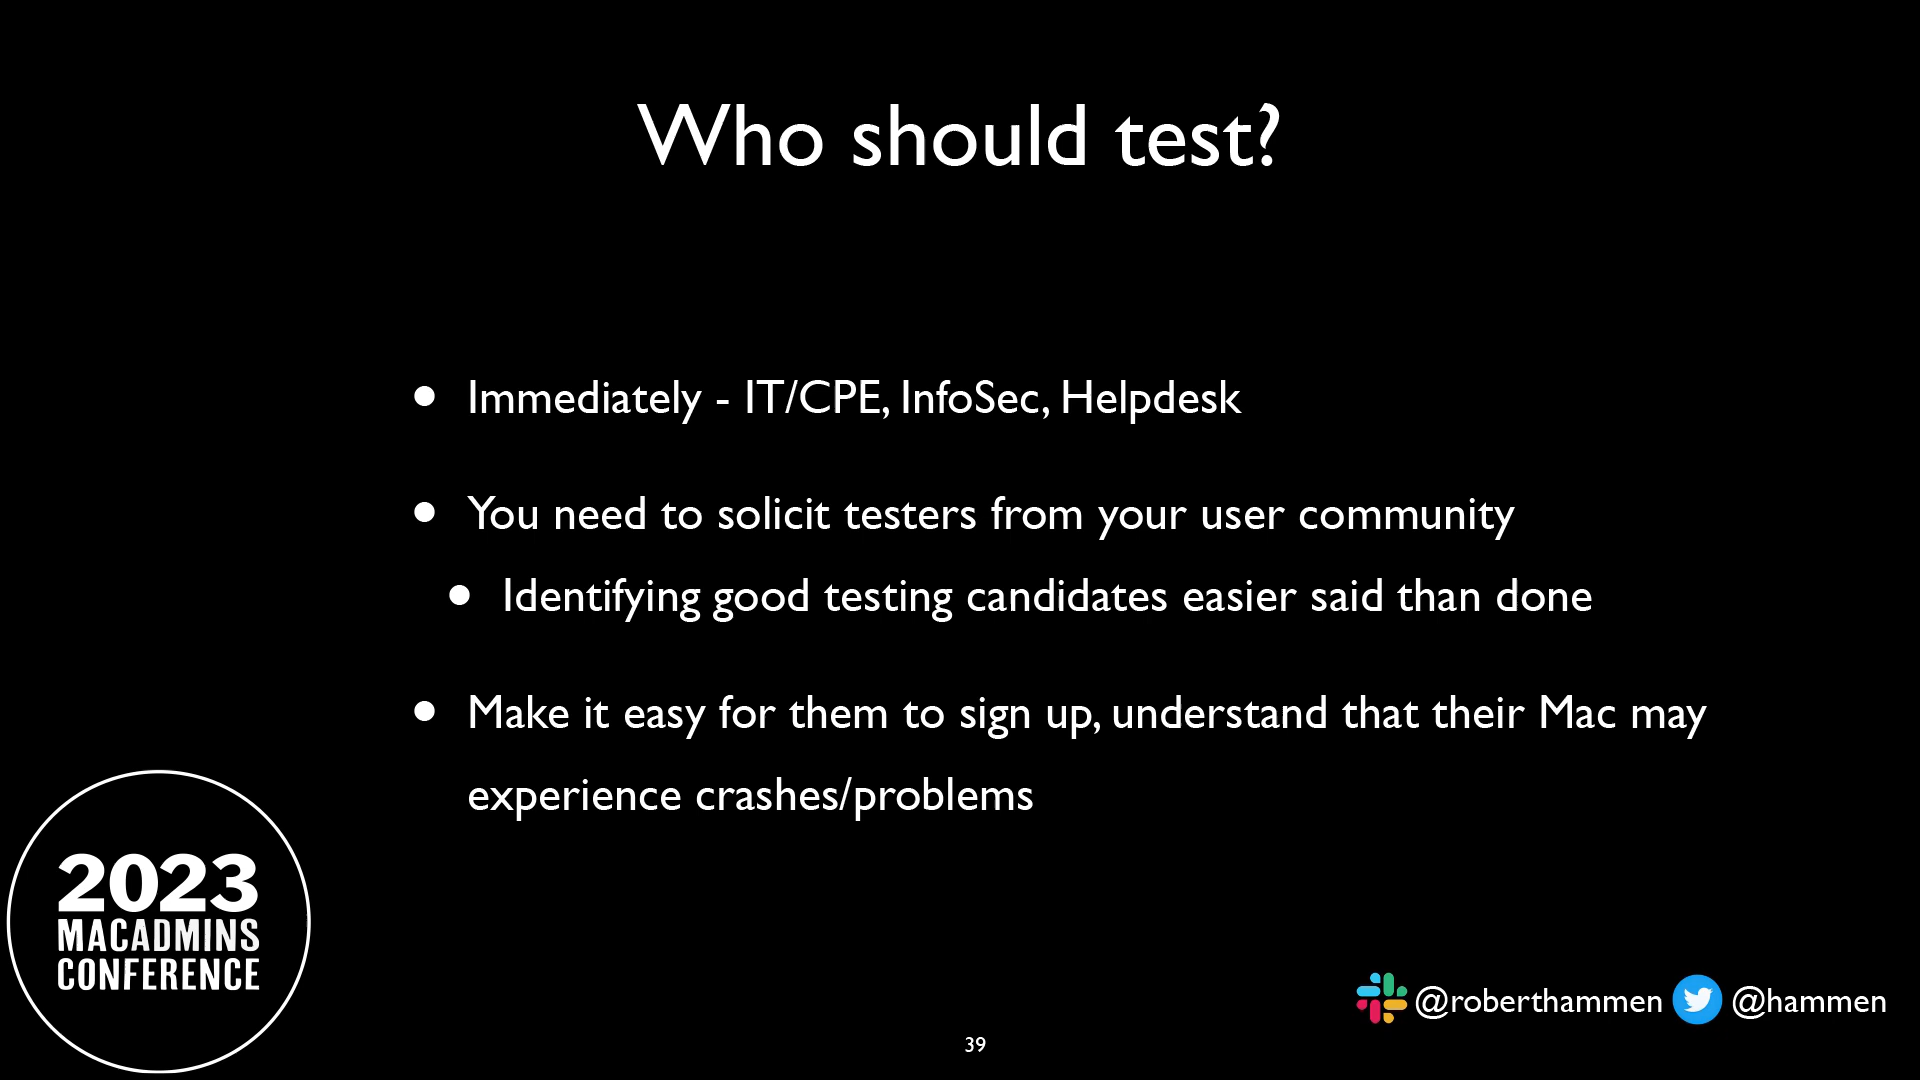 Who should test?
• Immediately - IT/CPE, InfoSec, Helpdesk
• You need to solicit testers from your user community
• Identifying good testing candidates easier said than done
• Make it easy for them to sign up, understand that their Mac may
experience crashes/problems
2023
MACADMINS
CONFERENCE
@roberthammen @hammen
39